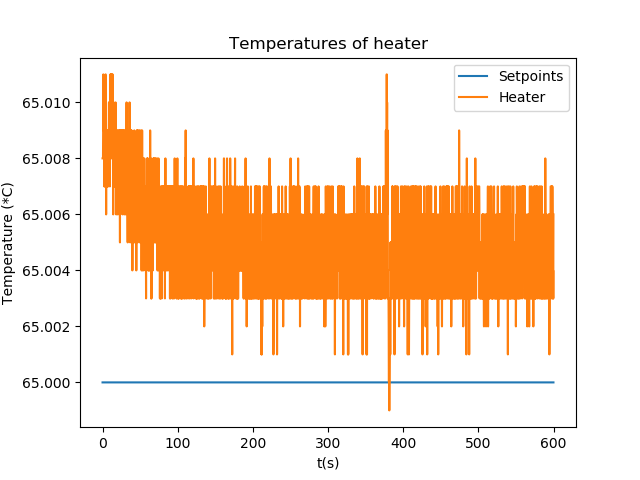 Temperatures of heater
Setpoints
Heater
65.010
65.008
65.006
65.004
65.002
65.000
Temperature (*C)
0 100 200 300 400 500 600
t(s)